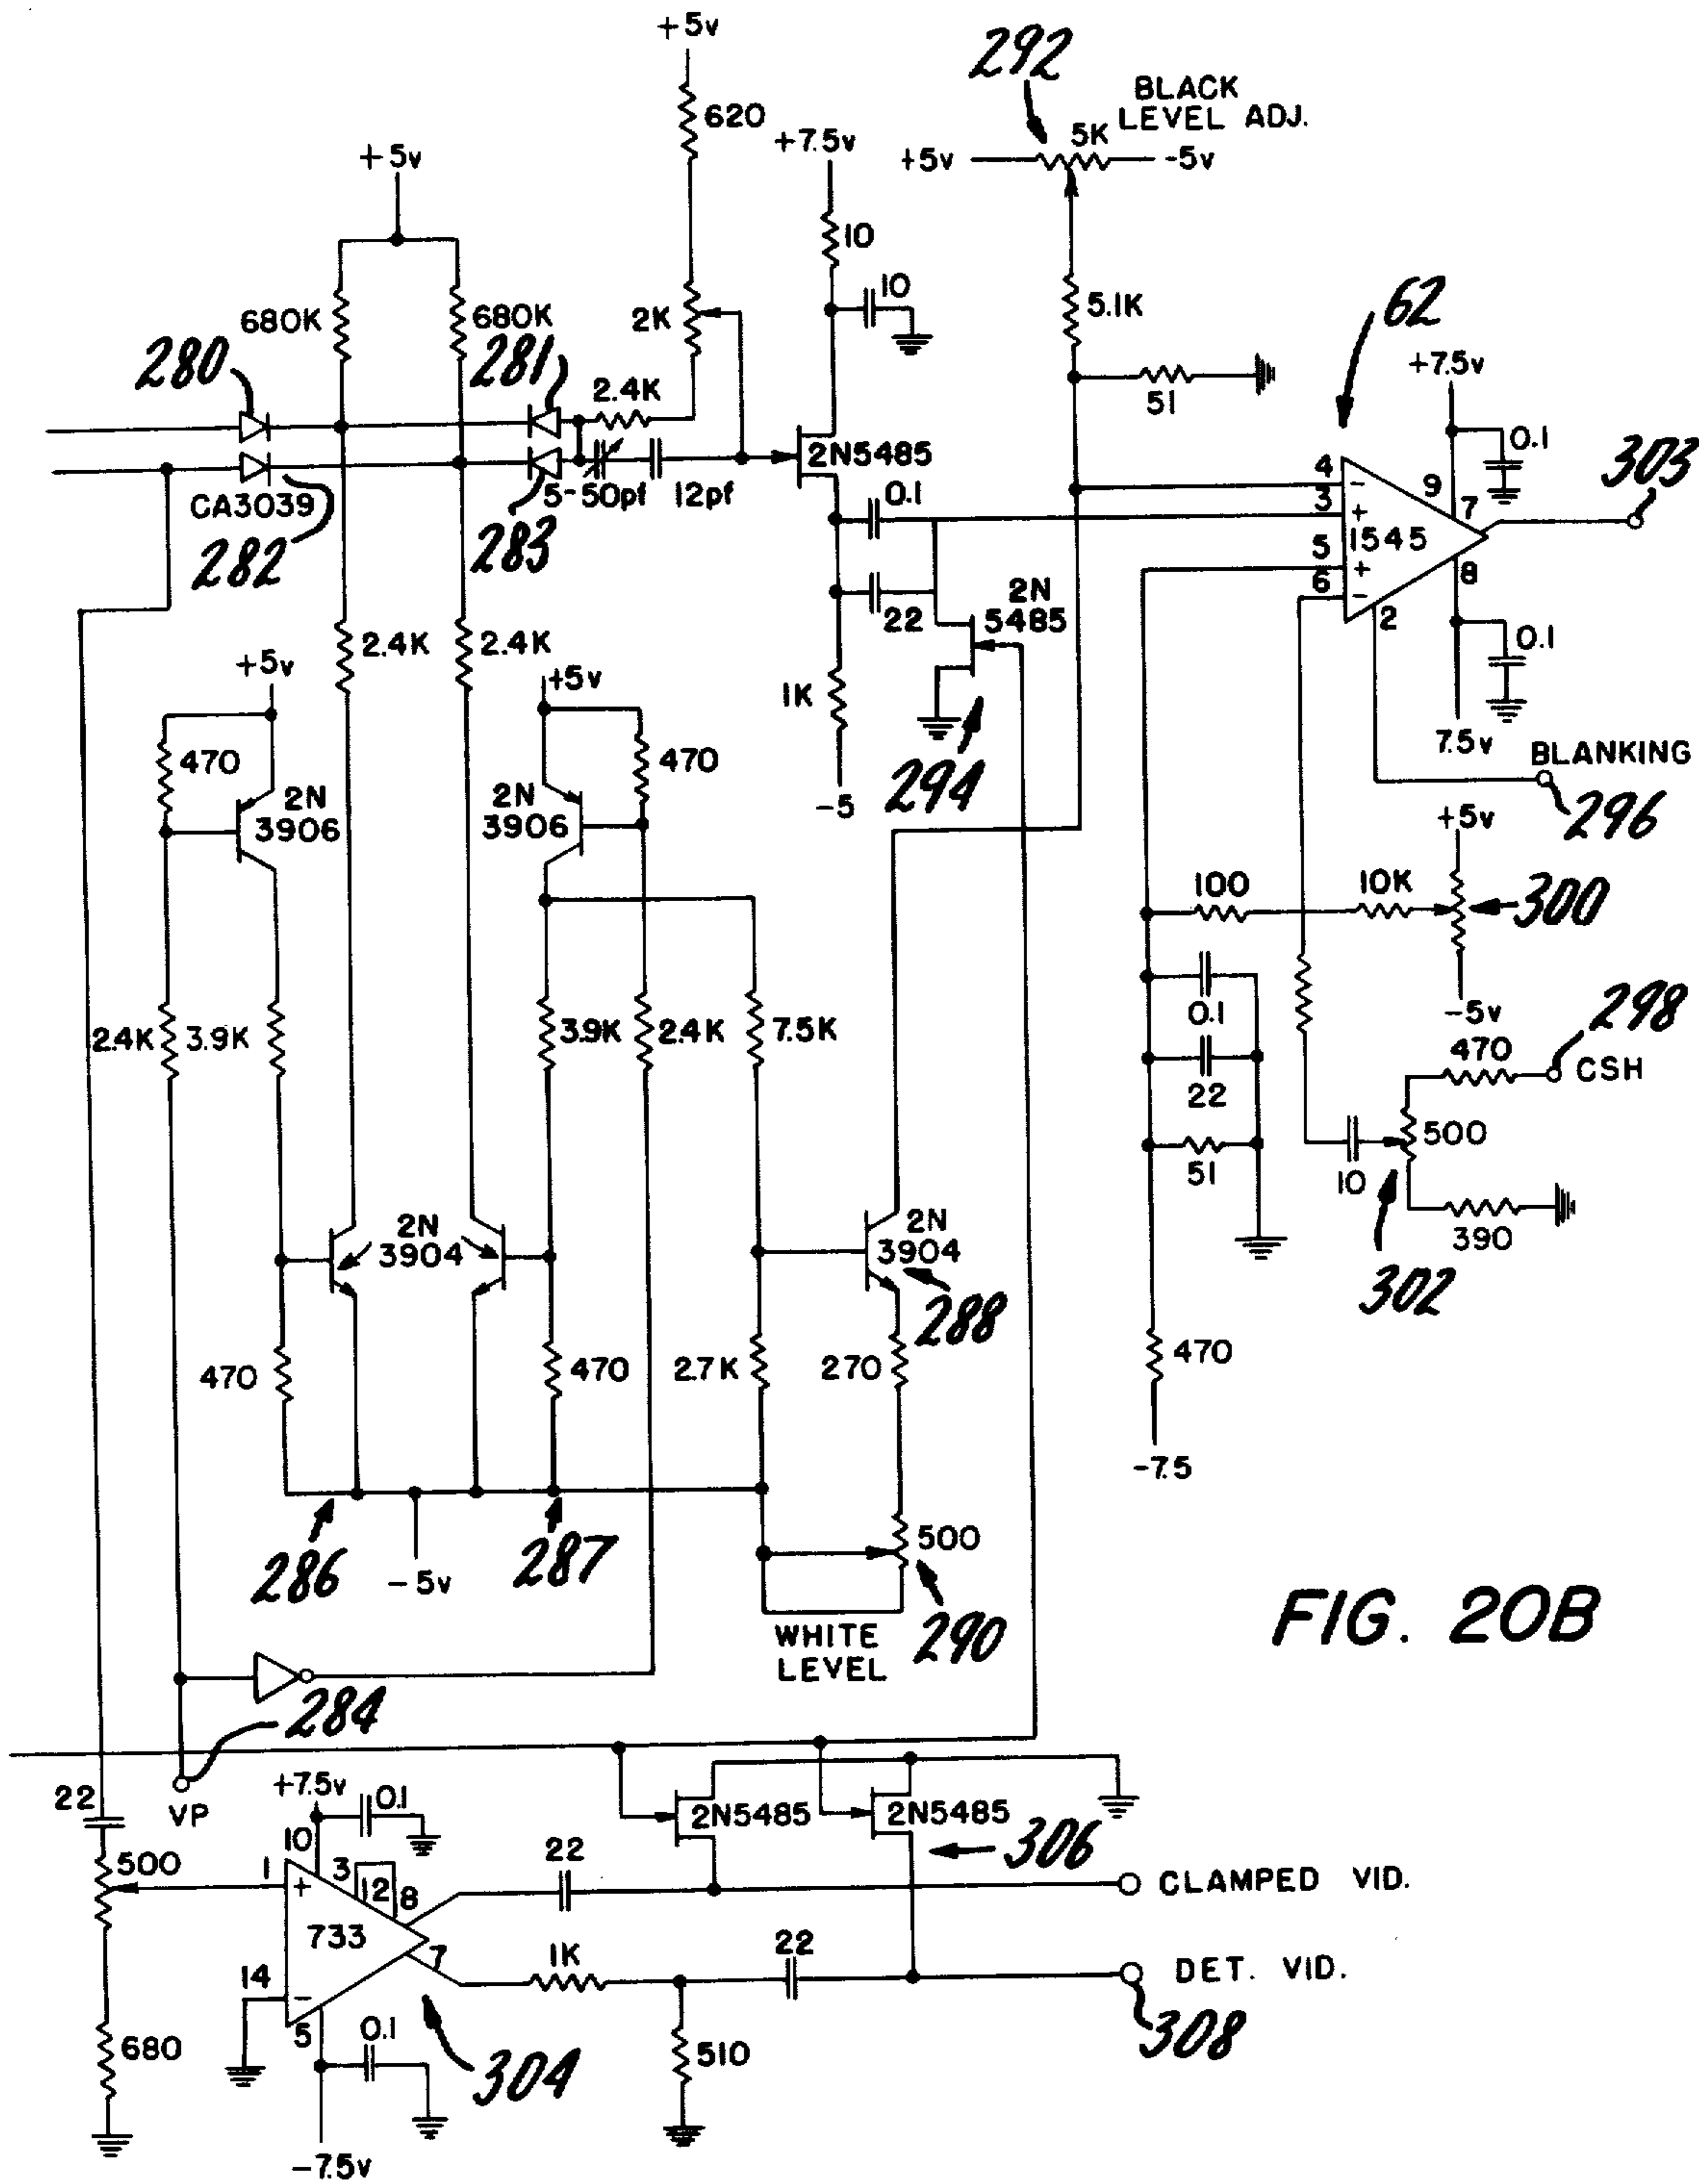 +5v
292
BLACK
LEVEL ADJ.
620
+7.5v
5K
+5v
-5v
+5v
10
10
680K
680K
2K
5.1K
62
280
281
2.4K
51
+7.5v
0.1
2N5485
303
CA3039
5-50pf
12pf
0.1
4
3
9
7
-
+
1545
282
283
5
6
+
-
8
2
22
2N
5485
2.4K
2.4K
0.1
+5v
+5v
1K
7.5v
470
470
294
BLANKING
296
2N
3906
2N
3906
-5
+5v
100
10K
300
2.4K
3.9K
3.9K
2.4K
7.5K
0.1
-5v
298
470
CSH
22
500
51
10
2N
3904
2N
3904
390
302
288
470
470
2.7K
270
470
-7.5
286
-5v
287
500
290
WHITE
LEVEL
FIG. 20B
284
VP
22
+7.5v
0.1
10
2N5485
2N5485
306
500
1
+
3
12
8
22
CLAMPED VID.
733
7
1K
22
DET. VID.
14
-
5
308
680
0.1
304
510
-7.5v